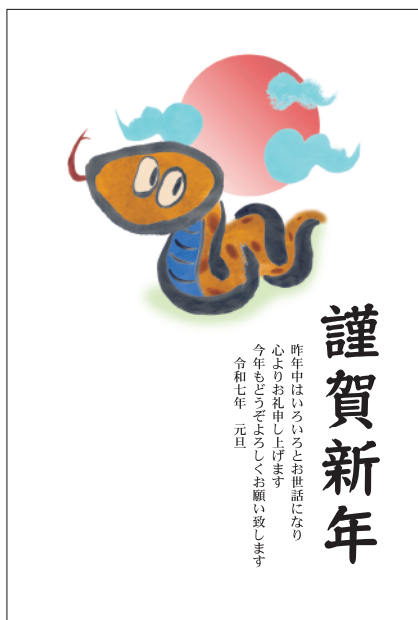 謹賀新年
昨年中はいろいろとお世話になり
心よりお礼申し上げます
今年もどうぞよろしくお願い致します
令和七年　元旦